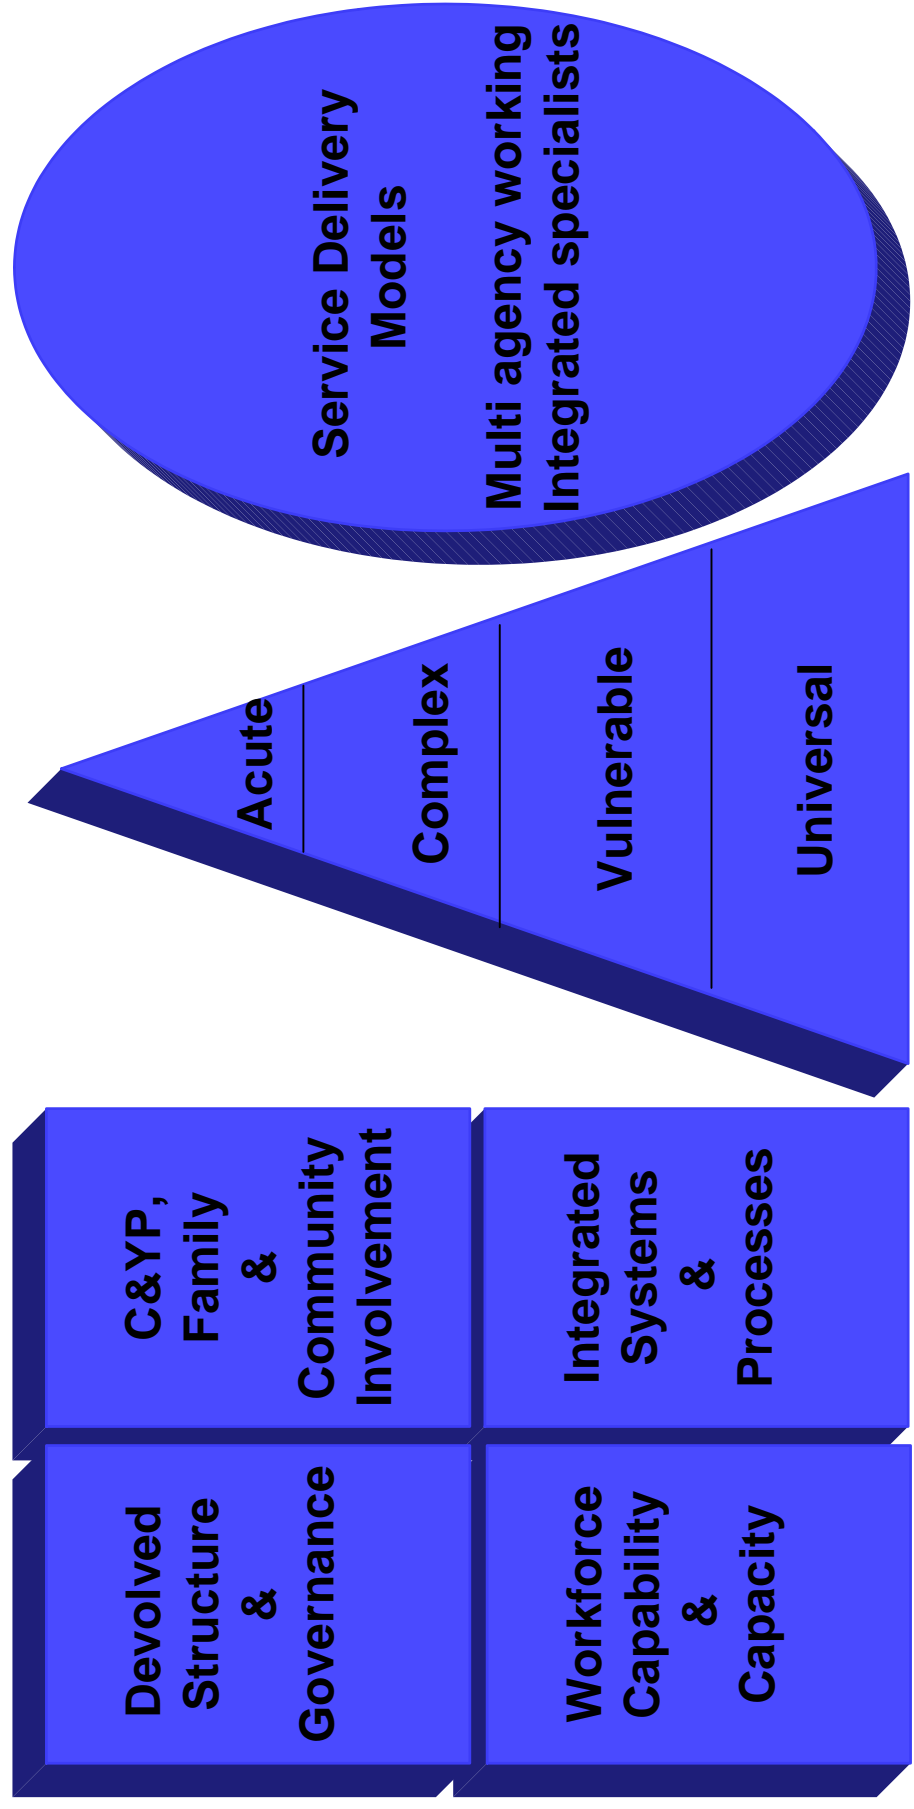 Devolved
Structure
&
Governance
C&YP,
Family
&
Community
Involvement
Workforce
Capability
&
Capacity
Integrated
Systems
&
Processes
Acute
Complex
Vulnerable
Universal
Service Delivery
Models
Multi agency working
Integrated specialists